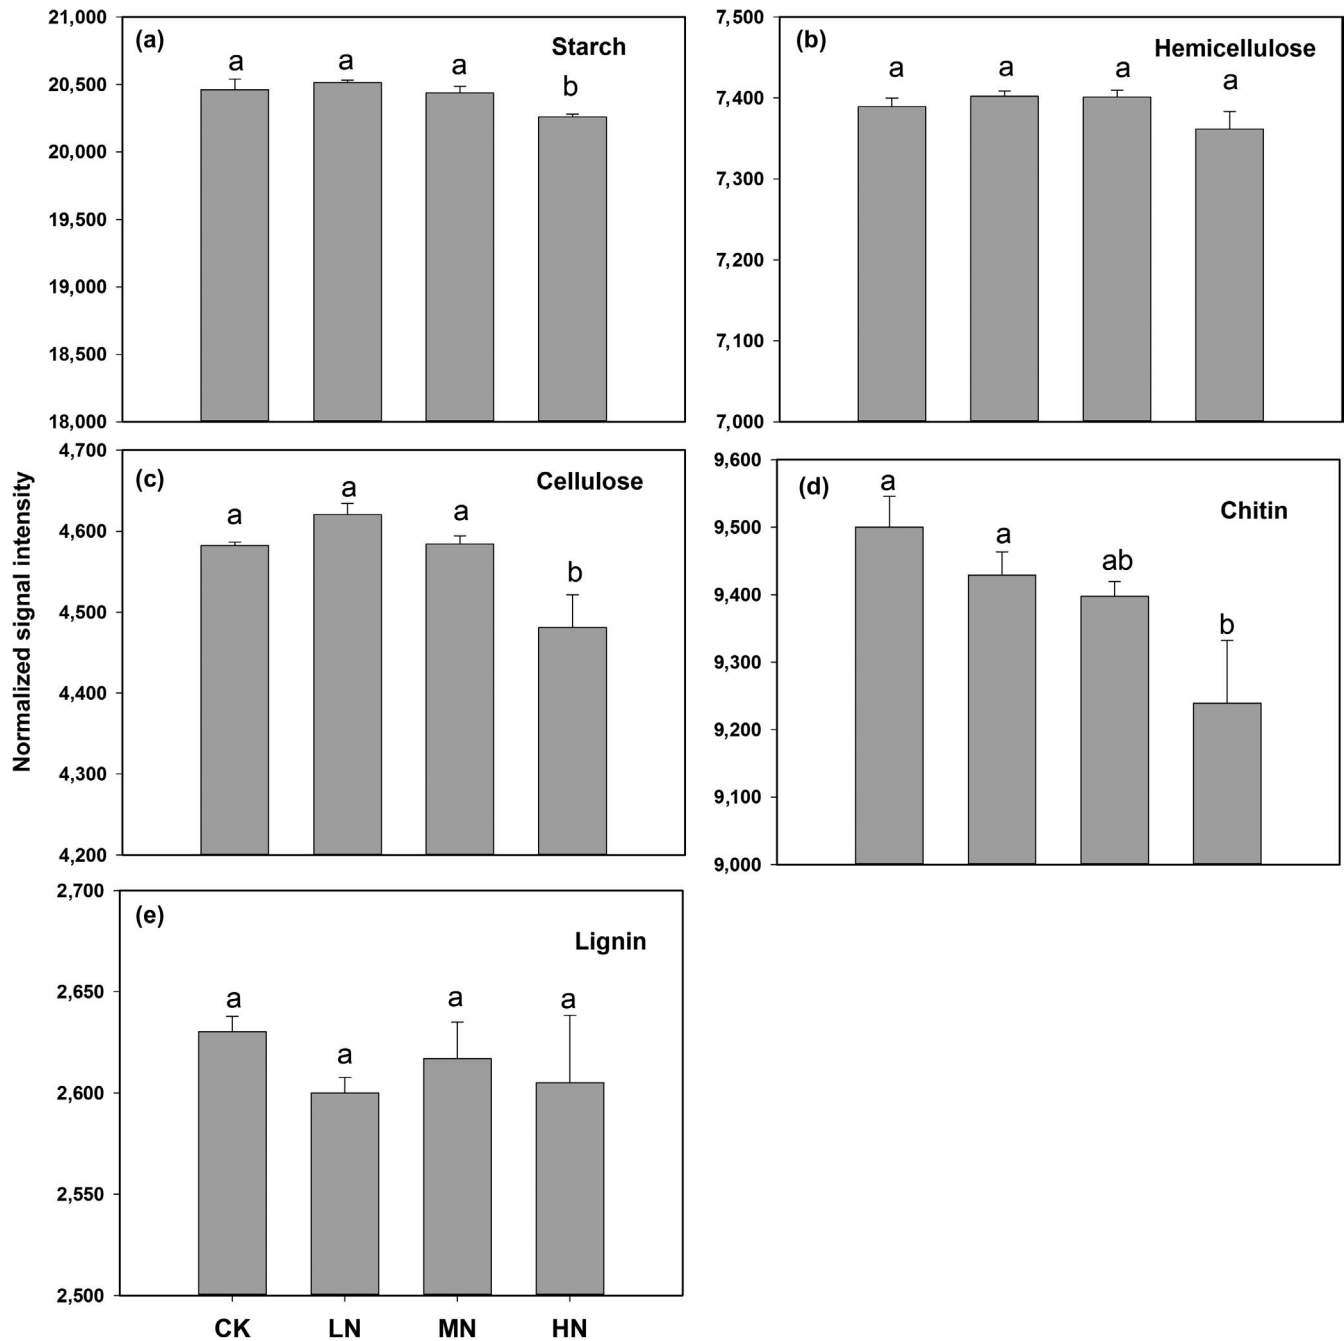 (a)
Starch
21,000
20,500
20,000
19,500
19,000
18,500
18,000
a
a
a
b
(b)
Hemicellulose
7,500
7,400
7,300
7,200
7,100
7,000
a
a
a
a
Normalized signal intensity
(c)
Cellulose
4,700
4,600
4,500
4,400
4,300
4,200
a
a
a
b
(d)
Chitin
9,600
9,500
9,400
9,300
9,200
9,100
9,000
a
a
ab
b
(e)
Lignin
2,700
2,650
2,600
2,550
2,500
a
a
a
a
CK LN MN HN